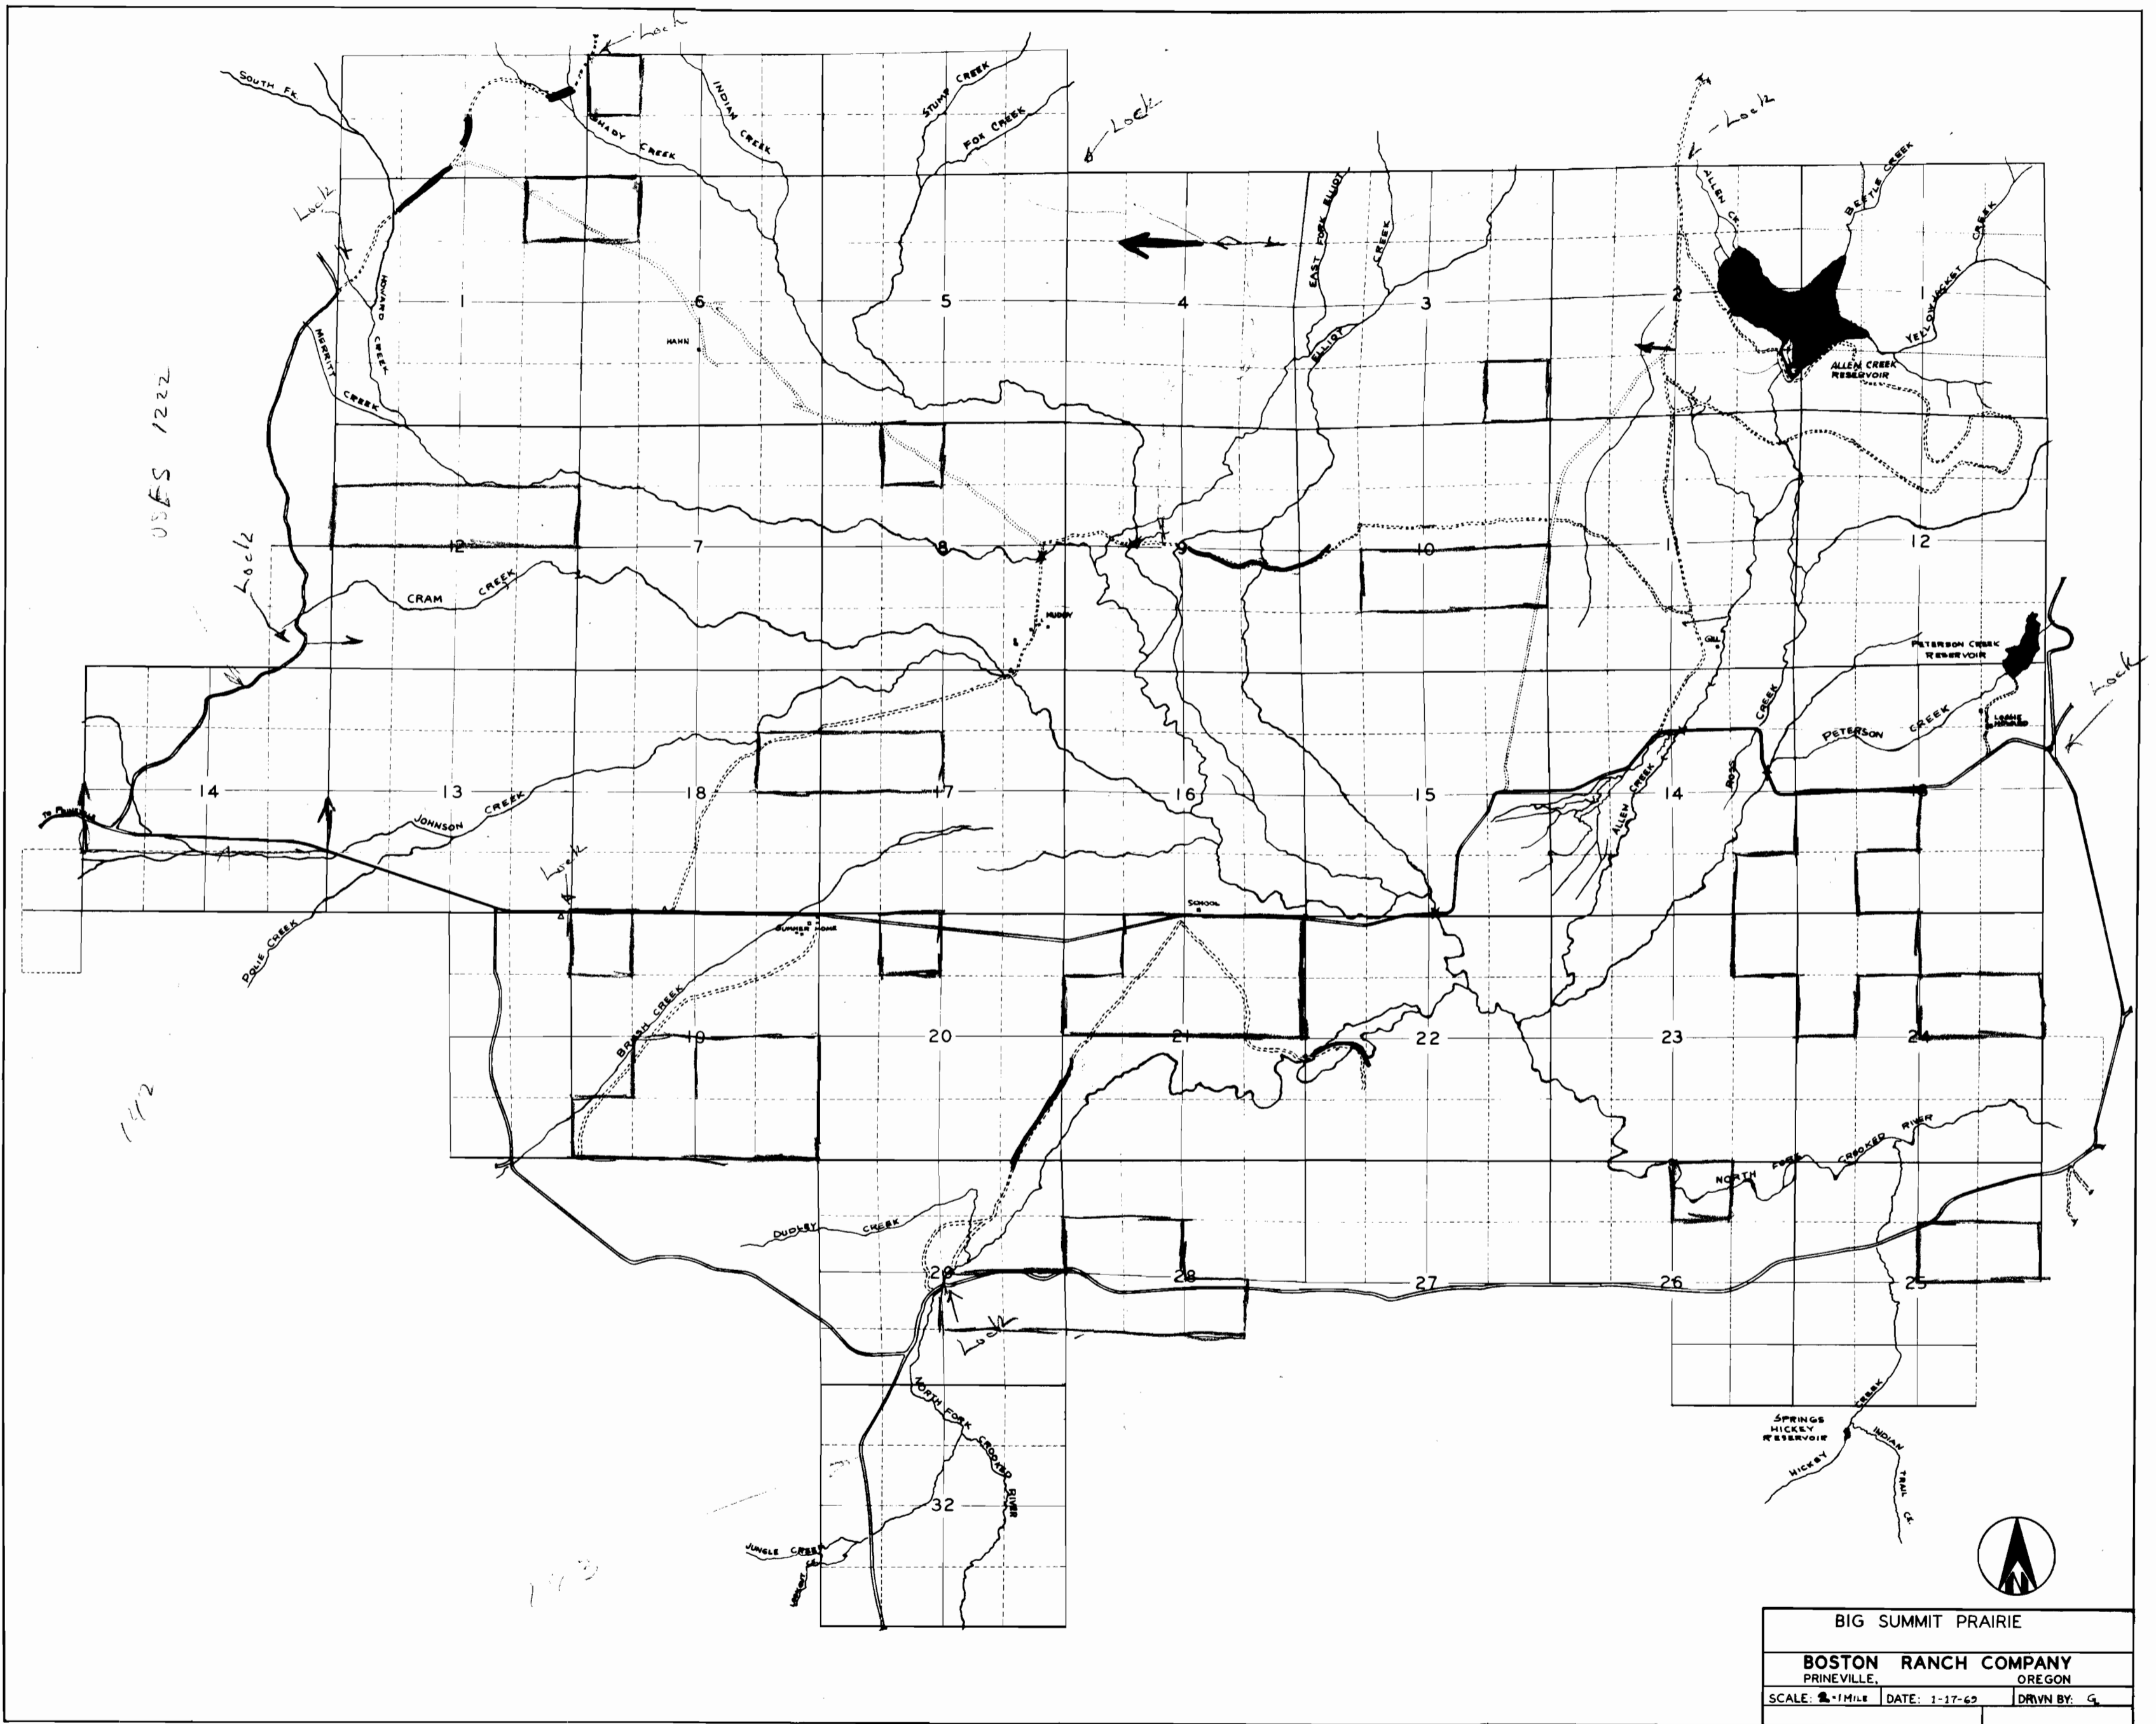 Lock
SOUTH FK.
INDIAN CREEK
STUMP CREEK
FOX CREEK
SHADY CREEK
Lock
Lock
ALLEN CR.
BEETLE CREEK
Lock
EAST FORK ELLIOT
CREEK
CREEK
HOWARD CREEK
1
6
5
4
3
1
MERRITT CREEK
HAHN
ELLIOT
YELLOWJACKET
ALLEN CREEK
RESERVOIR
USFS 1222
Lock
12
7
8
9
10
11
12
CRAM CREEK
MUDDY
GILL
PETERSON CREEK
RESERVOIR
Lock
PETERSON CREEK
CREEK
ROSS
14
13
18
17
16
15
14
13
TO PRINEVILLE
JOHNSON CREEK
ALLEN CREEK
Lock
SCHOOL
SUMMER HOME
POLIE CREEK
BRUSH CREEK
19
20
21
22
23
24
142
NORTH FORK CROOKED RIVER
DUDLEY CREEK
29
28
27
26
25
Lock
NORTH FORK CROOKED RIVER
SPRINGS
HICKEY
RESERVOIR
HICKEY CREEK
INDIAN TRAIL CK.
32
JUNGLE CREEK
BIG SUMMIT PRAIRIE
BOSTON RANCH COMPANY
PRINEVILLE, OREGON
SCALE: 2"=1 MILE DATE: 1-17-69 DRWN BY: G
N